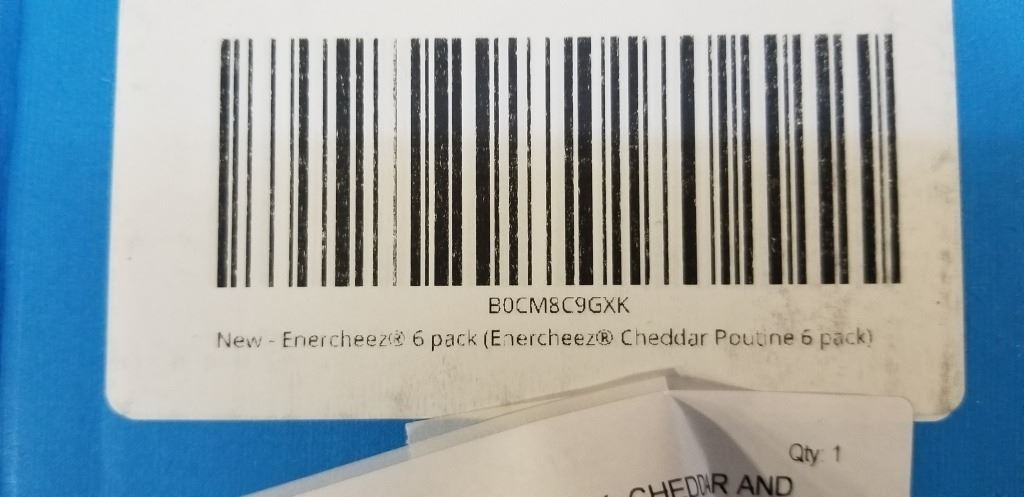 B0CM8C9GXK
New - Enercheez® 6 pack (Enercheez® Cheddar Poutine 6 pack)
Qty: 1
CHEDDAR AND